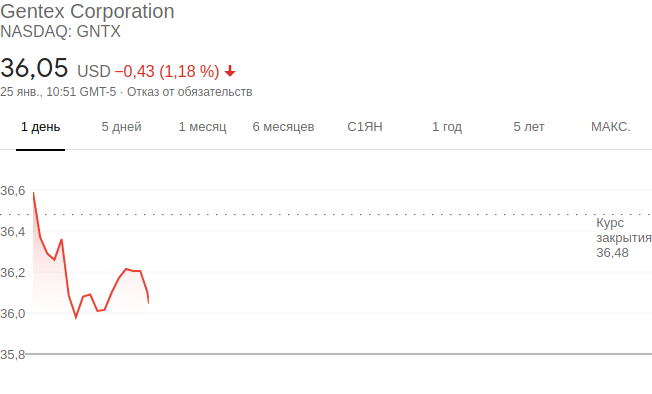 Gentex Corporation
NASDAQ: GNTX
36,05 USD −0,43 (1,18 %)
25 янв., 10:51 GMT-5 · Отказ от обязательств
1 день 5 дней 1 месяц 6 месяцев С1ЯН 1 год 5 лет МАКС.
36,6
Курс
36,4
закрытия
36,48
36,2
36,0
35,8